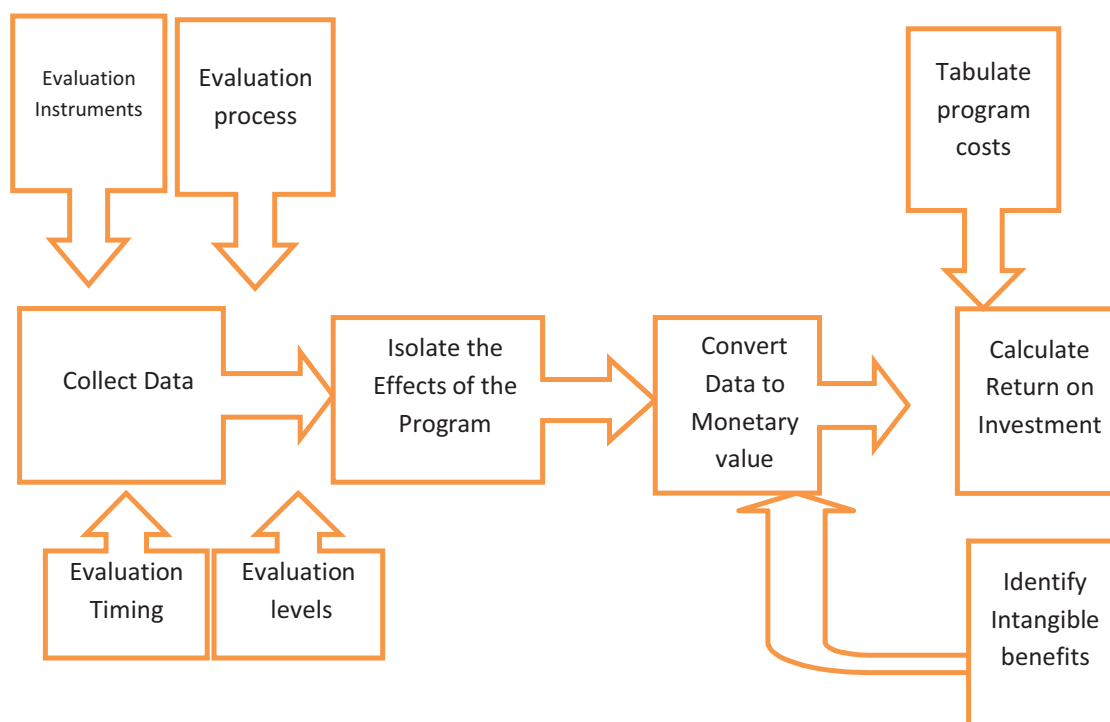 Evaluation
Instruments
Evaluation
process
Tabulate
program
costs
Collect Data
Isolate the
Effects of the
Program
Convert
Data to
Monetary
value
Calculate
Return on
Investment
Evaluation
Timing
Evaluation
levels
Identify
Intangible
benefits